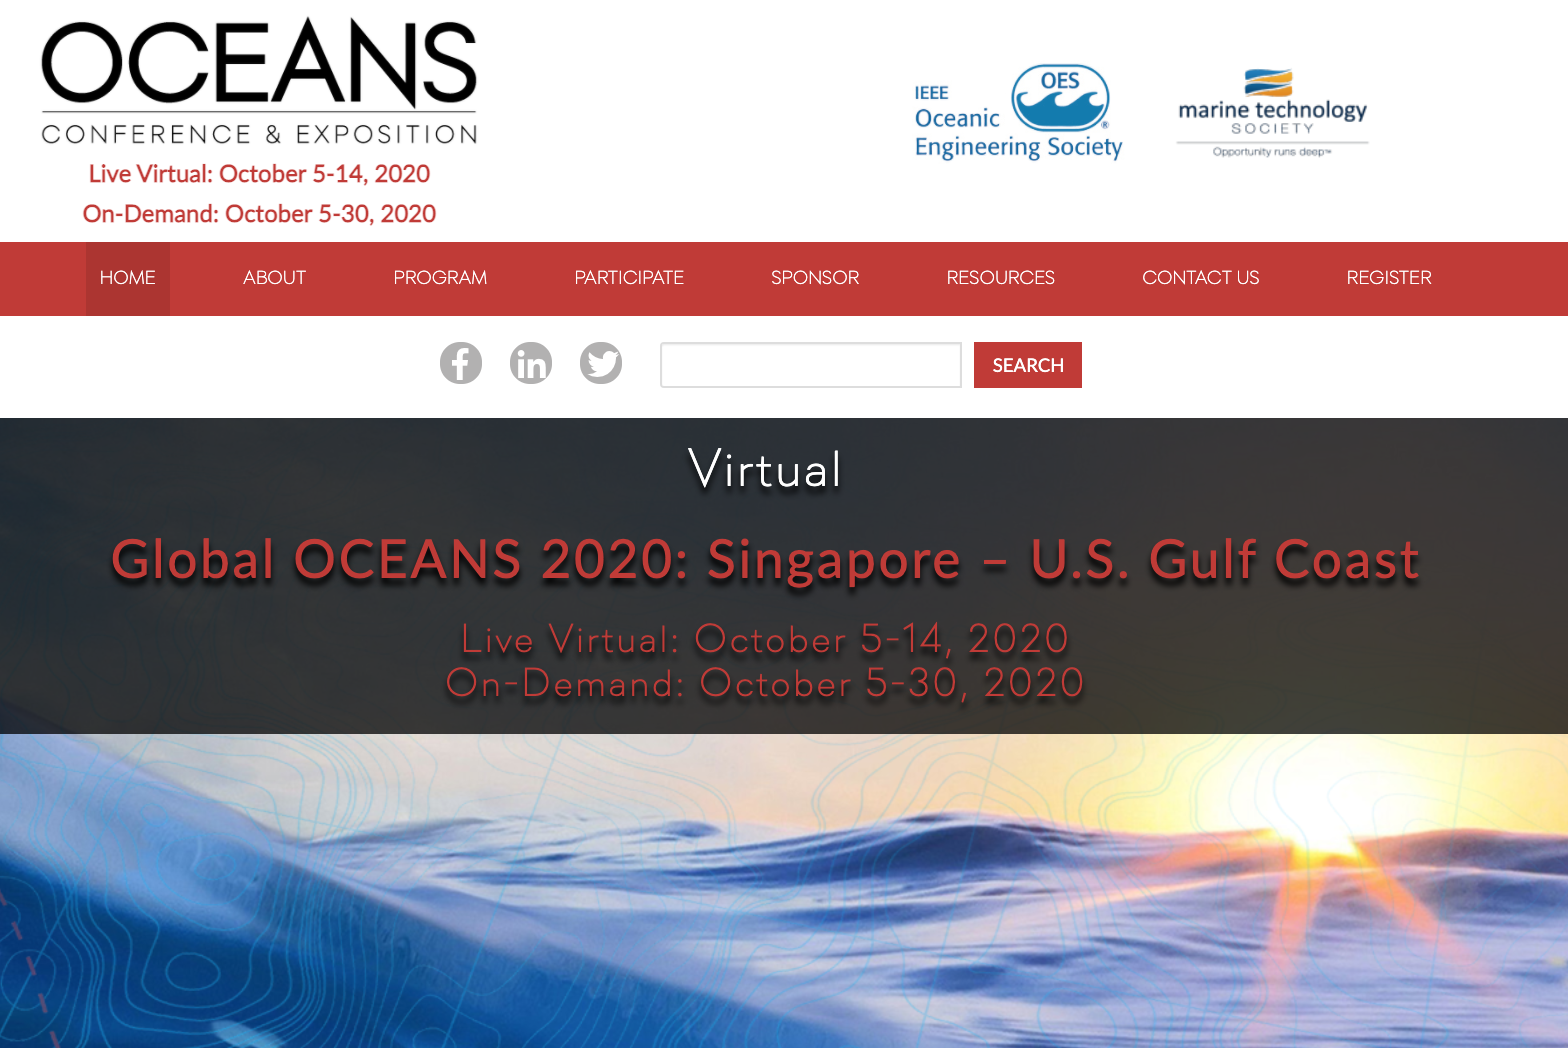 OCEANS
CONFERENCE & EXPOSITION
Live Virtual: October 5-14, 2020
On-Demand: October 5-30, 2020
IEEE
OES
Oceanic
Engineering Society
®
marine technology
SOCIETY
Opportunity runs deep™
HOME ABOUT PROGRAM PARTICIPATE SPONSOR RESOURCES CONTACT US REGISTER
SEARCH
Virtual
Global OCEANS 2020: Singapore – U.S. Gulf Coast
Live Virtual: October 5-14, 2020
On-Demand: October 5-30, 2020